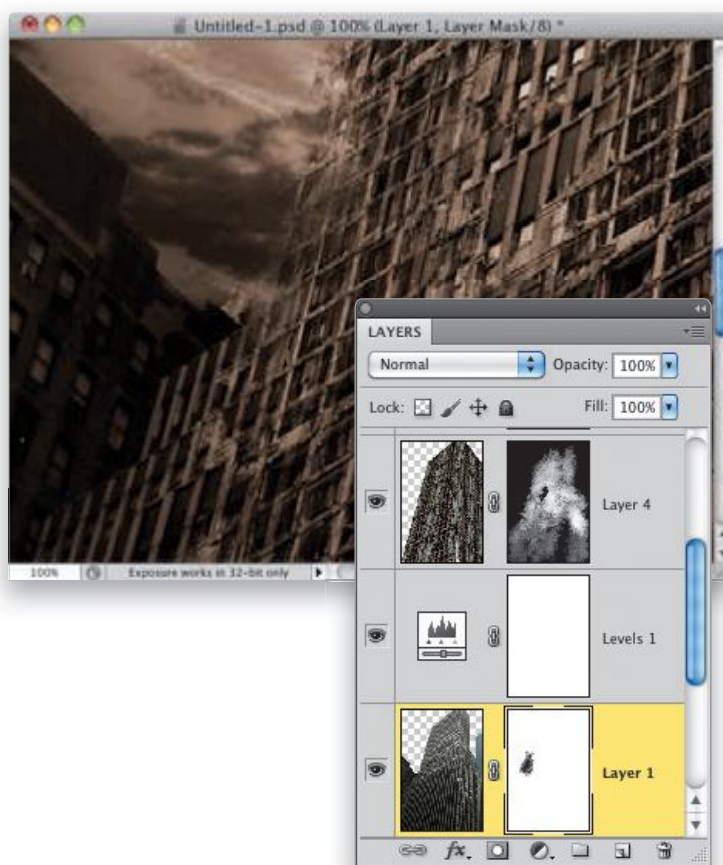 Untitled-1.psd @ 100% (Layer 1, Layer Mask/8) *
LAYERS
Normal Opacity: 100%
Lock: Fill: 100%
Layer 4
Levels 1
Layer 1
fx
100% Exposure works in 32-bit only